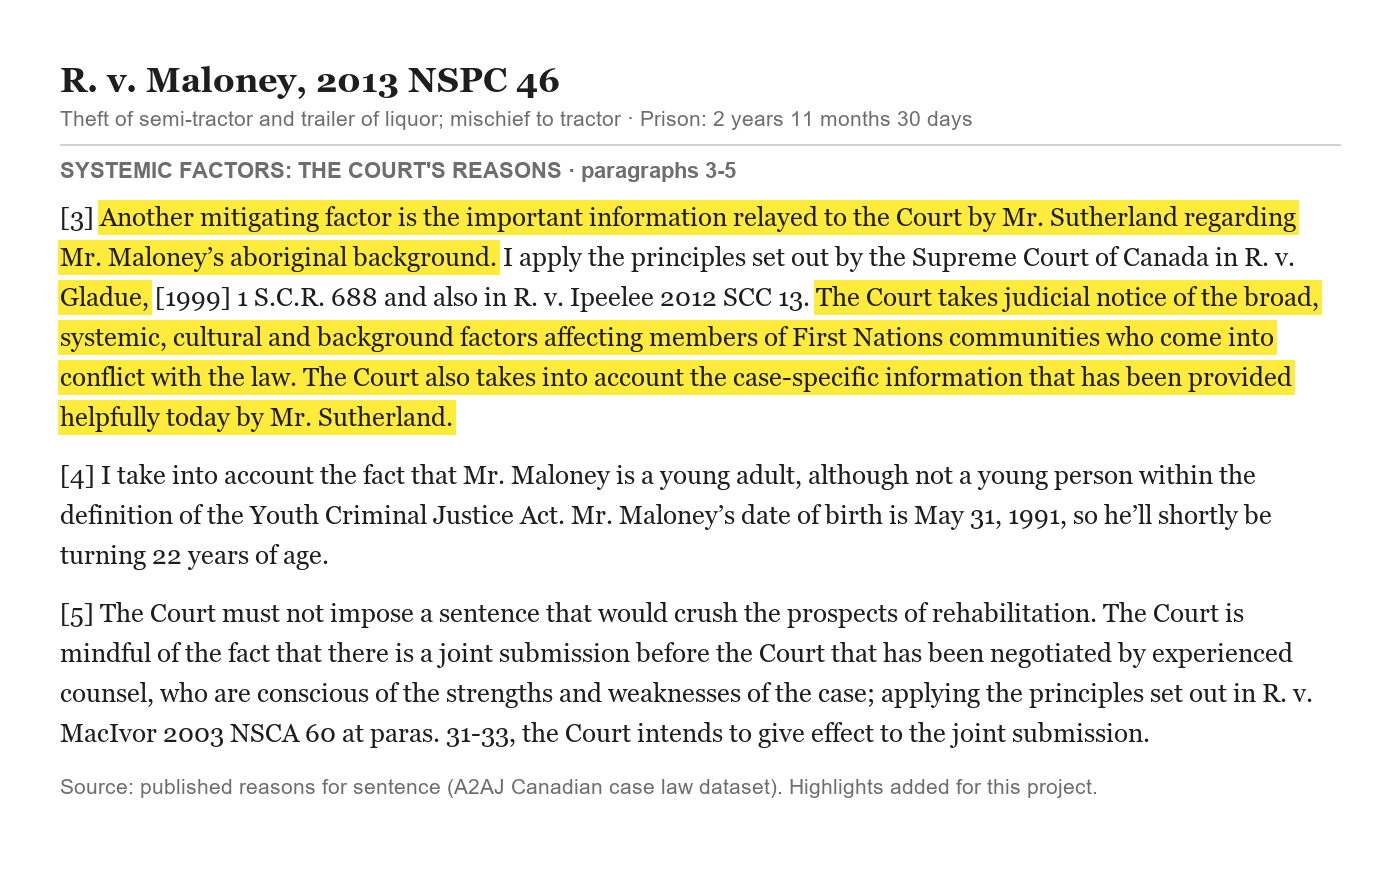 R. v. Maloney, 2013 NSPC 46
Theft of semi-tractor and trailer of liquor; mischief to tractor · Prison: 2 years 11 months 30 days
SYSTEMIC FACTORS: THE COURT'S REASONS · paragraphs 3-5
[3] Another mitigating factor is the important information relayed to the Court by Mr. Sutherland regarding
Mr. Maloney’s aboriginal background. I apply the principles set out by the Supreme Court of Canada in R. v.
Gladue, [1999] 1 S.C.R. 688 and also in R. v. Ipeelee 2012 SCC 13. The Court takes judicial notice of the broad,
systemic, cultural and background factors affecting members of First Nations communities who come into
conflict with the law. The Court also takes into account the case-specific information that has been provided
helpfully today by Mr. Sutherland.
[4] I take into account the fact that Mr. Maloney is a young adult, although not a young person within the
definition of the Youth Criminal Justice Act. Mr. Maloney’s date of birth is May 31, 1991, so he’ll shortly be
turning 22 years of age.
[5] The Court must not impose a sentence that would crush the prospects of rehabilitation. The Court is
mindful of the fact that there is a joint submission before the Court that has been negotiated by experienced
counsel, who are conscious of the strengths and weaknesses of the case; applying the principles set out in R. v.
MacIvor 2003 NSCA 60 at paras. 31-33, the Court intends to give effect to the joint submission.
Source: published reasons for sentence (A2AJ Canadian case law dataset). Highlights added for this project.